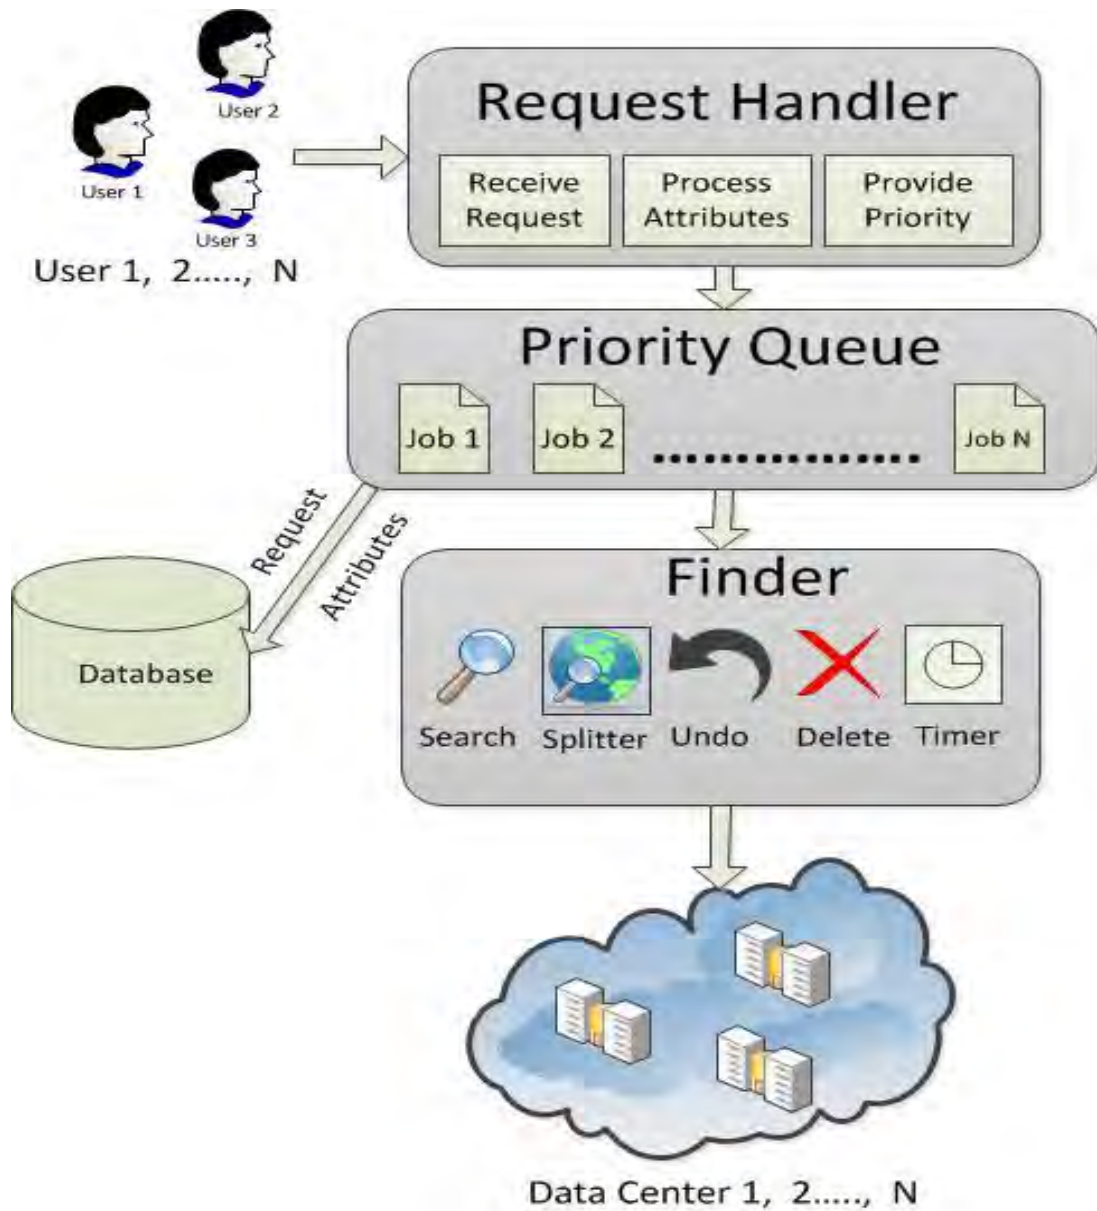 User 2
User 1
User 3
User 1, 2....., N
Request Handler
Receive
Request
Process
Attributes
Provide
Priority
Priority Queue
Job 1
Job 2
................
Job N
Request
Attributes
Database
Finder
Search
Splitter
Undo
Delete
Timer
Data Center 1, 2....., N